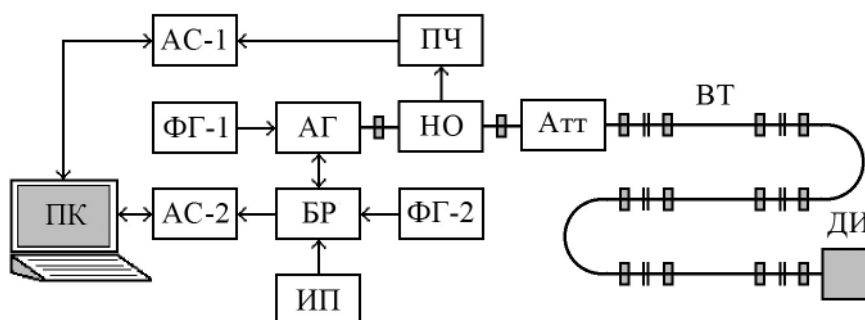 АС-1
ПЧ
ВТ
ФГ-1
АГ
НО
Атт
ПК
АС-2
БР
ФГ-2
ДИ
ИП